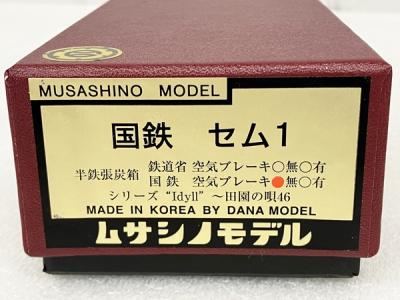 MUSASHINO MODEL
国鉄 セム1
半鉄張炭箱 鉄道省 空気ブレーキ○無○有
国 鉄 空気ブレーキ●無○有
シリーズ “Idyll” ～田園の唄46
MADE IN KOREA BY DANA MODEL
ムサシノモデル